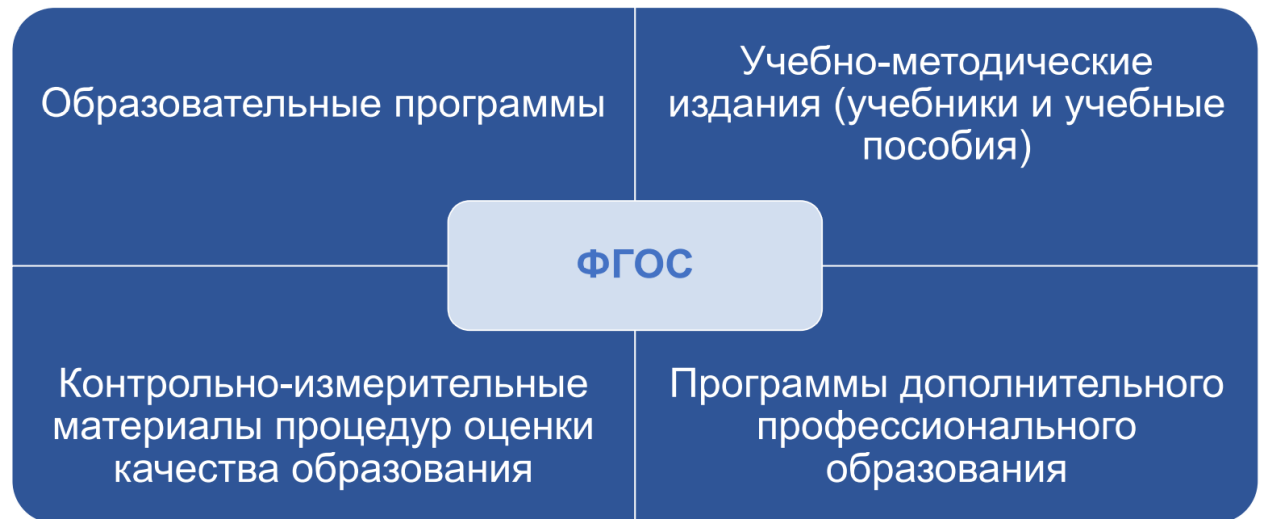 Образовательные программы
Учебно-методические
издания (учебники и учебные
пособия)
ФГОС
Контрольно-измерительные
материалы процедур оценки
качества образования
Программы дополнительного
профессионального
образования